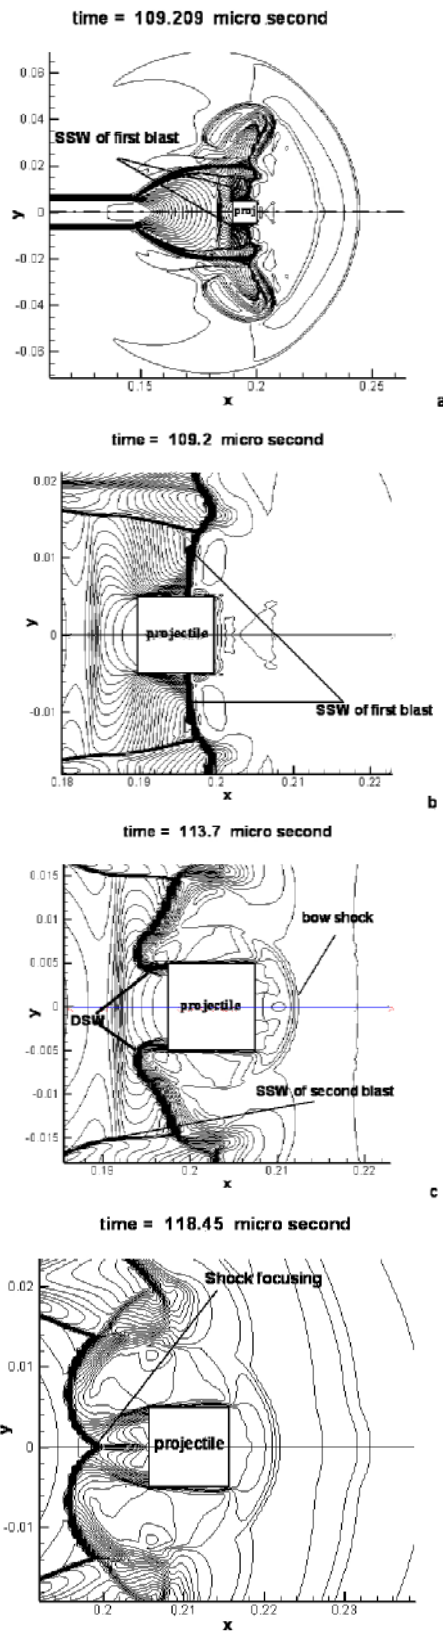 time = 109.209 micro second
0.06
0.04
SSW of first blast
0.02
y
0
proj
-0.02
-0.04
-0.06
0.15
0.2
0.25
x
a
time = 109.2 micro second
0.02
0.01
y
0
projectile
-0.01
SSW of first blast
0.18
0.19
0.2
0.21
0.22
x
b
time = 113.7 micro second
0.015
0.01
bow shock
0.005
y
0
projectile
DSW
-0.005
-0.01
SSW of second blast
-0.015
0.19
0.2
0.21
0.22
x
c
time = 118.45 micro second
Shock focusing
0.02
0.01
y
0
projectile
-0.01
0.2
0.21
0.22
0.23
x